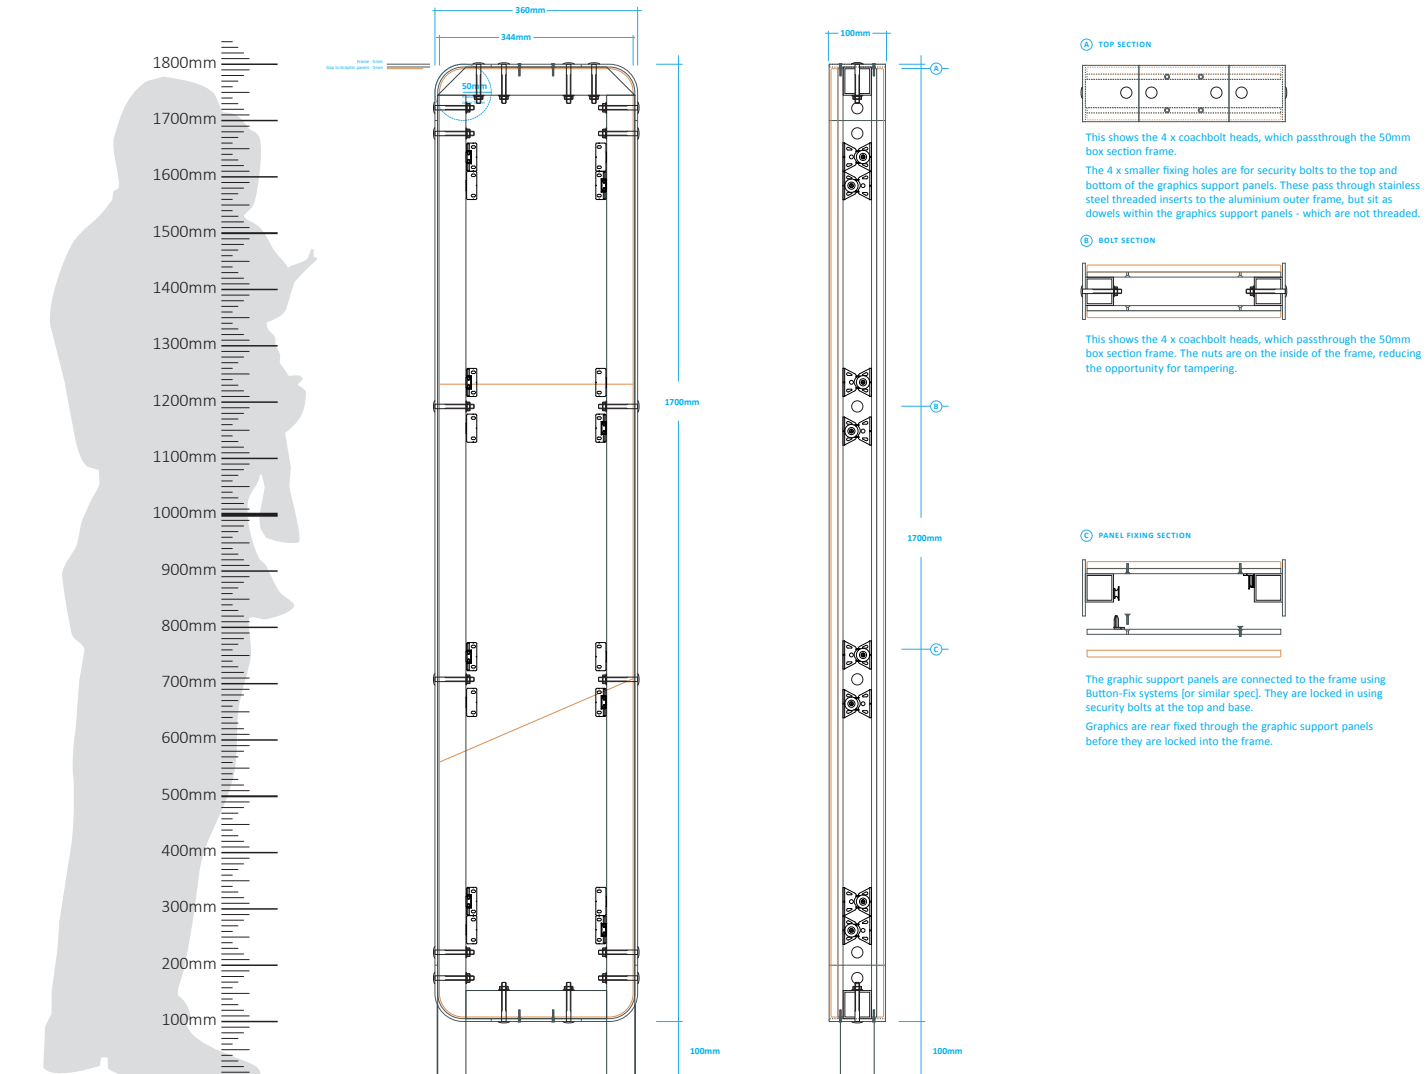 360mm
344mm
100mm
Frame - 5mm
Gap to Graphic panels - 3mm
50mm
1800mm
1700mm
1600mm
1500mm
1400mm
1300mm
1200mm
1100mm
1000mm
900mm
800mm
700mm
600mm
500mm
400mm
300mm
200mm
100mm
1700mm
100mm
A
B
1700mm
C
100mm
A TOP SECTION
This shows the 4 x coachbolt heads, which passthrough the 50mm
box section frame.
The 4 x smaller fixing holes are for security bolts to the top and
bottom of the graphics support panels. These pass through stainless
steel threaded inserts to the aluminium outer frame, but sit as
dowels within the graphics support panels - which are not threaded.
B BOLT SECTION
This shows the 4 x coachbolt heads, which passthrough the 50mm
box section frame. The nuts are on the inside of the frame, reducing
the opportunity for tampering.
C PANEL FIXING SECTION
The graphic support panels are connected to the frame using
Button-Fix systems [or similar spec]. They are locked in using
security bolts at the top and base.
Graphics are rear fixed through the graphic support panels
before they are locked into the frame.